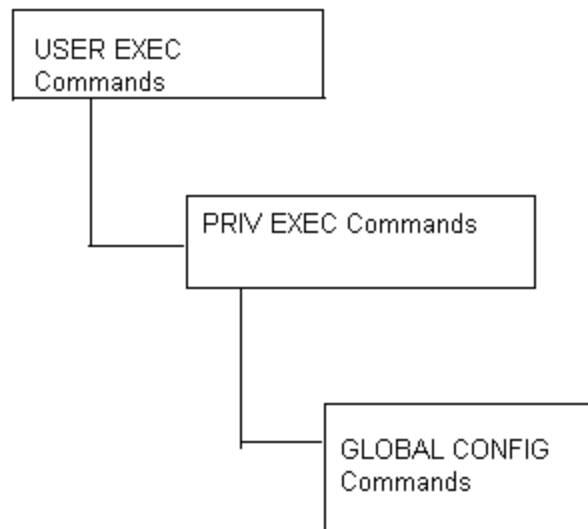 USER EXEC
Commands
PRIV EXEC Commands
GLOBAL CONFIG
Commands